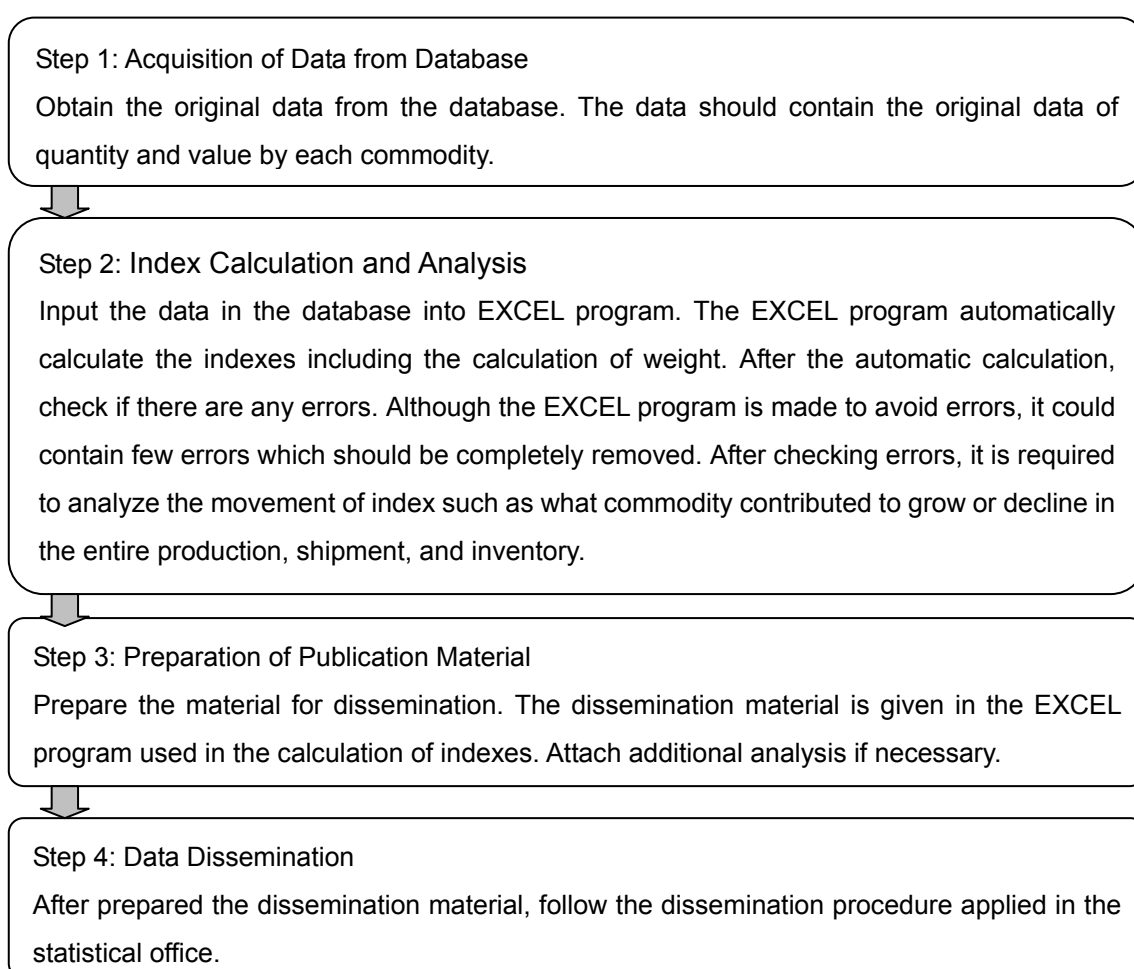 Step 1: Acquisition of Data from Database
Obtain the original data from the database. The data should contain the original data of
quantity and value by each commodity.
Step 2: Index Calculation and Analysis
Input the data in the database into EXCEL program. The EXCEL program automatically
calculate the indexes including the calculation of weight. After the automatic calculation,
check if there are any errors. Although the EXCEL program is made to avoid errors, it could
contain few errors which should be completely removed. After checking errors, it is required
to analyze the movement of index such as what commodity contributed to grow or decline in
the entire production, shipment, and inventory.
Step 3: Preparation of Publication Material
Prepare the material for dissemination. The dissemination material is given in the EXCEL
program used in the calculation of indexes. Attach additional analysis if necessary.
Step 4: Data Dissemination
After prepared the dissemination material, follow the dissemination procedure applied in the
statistical office.